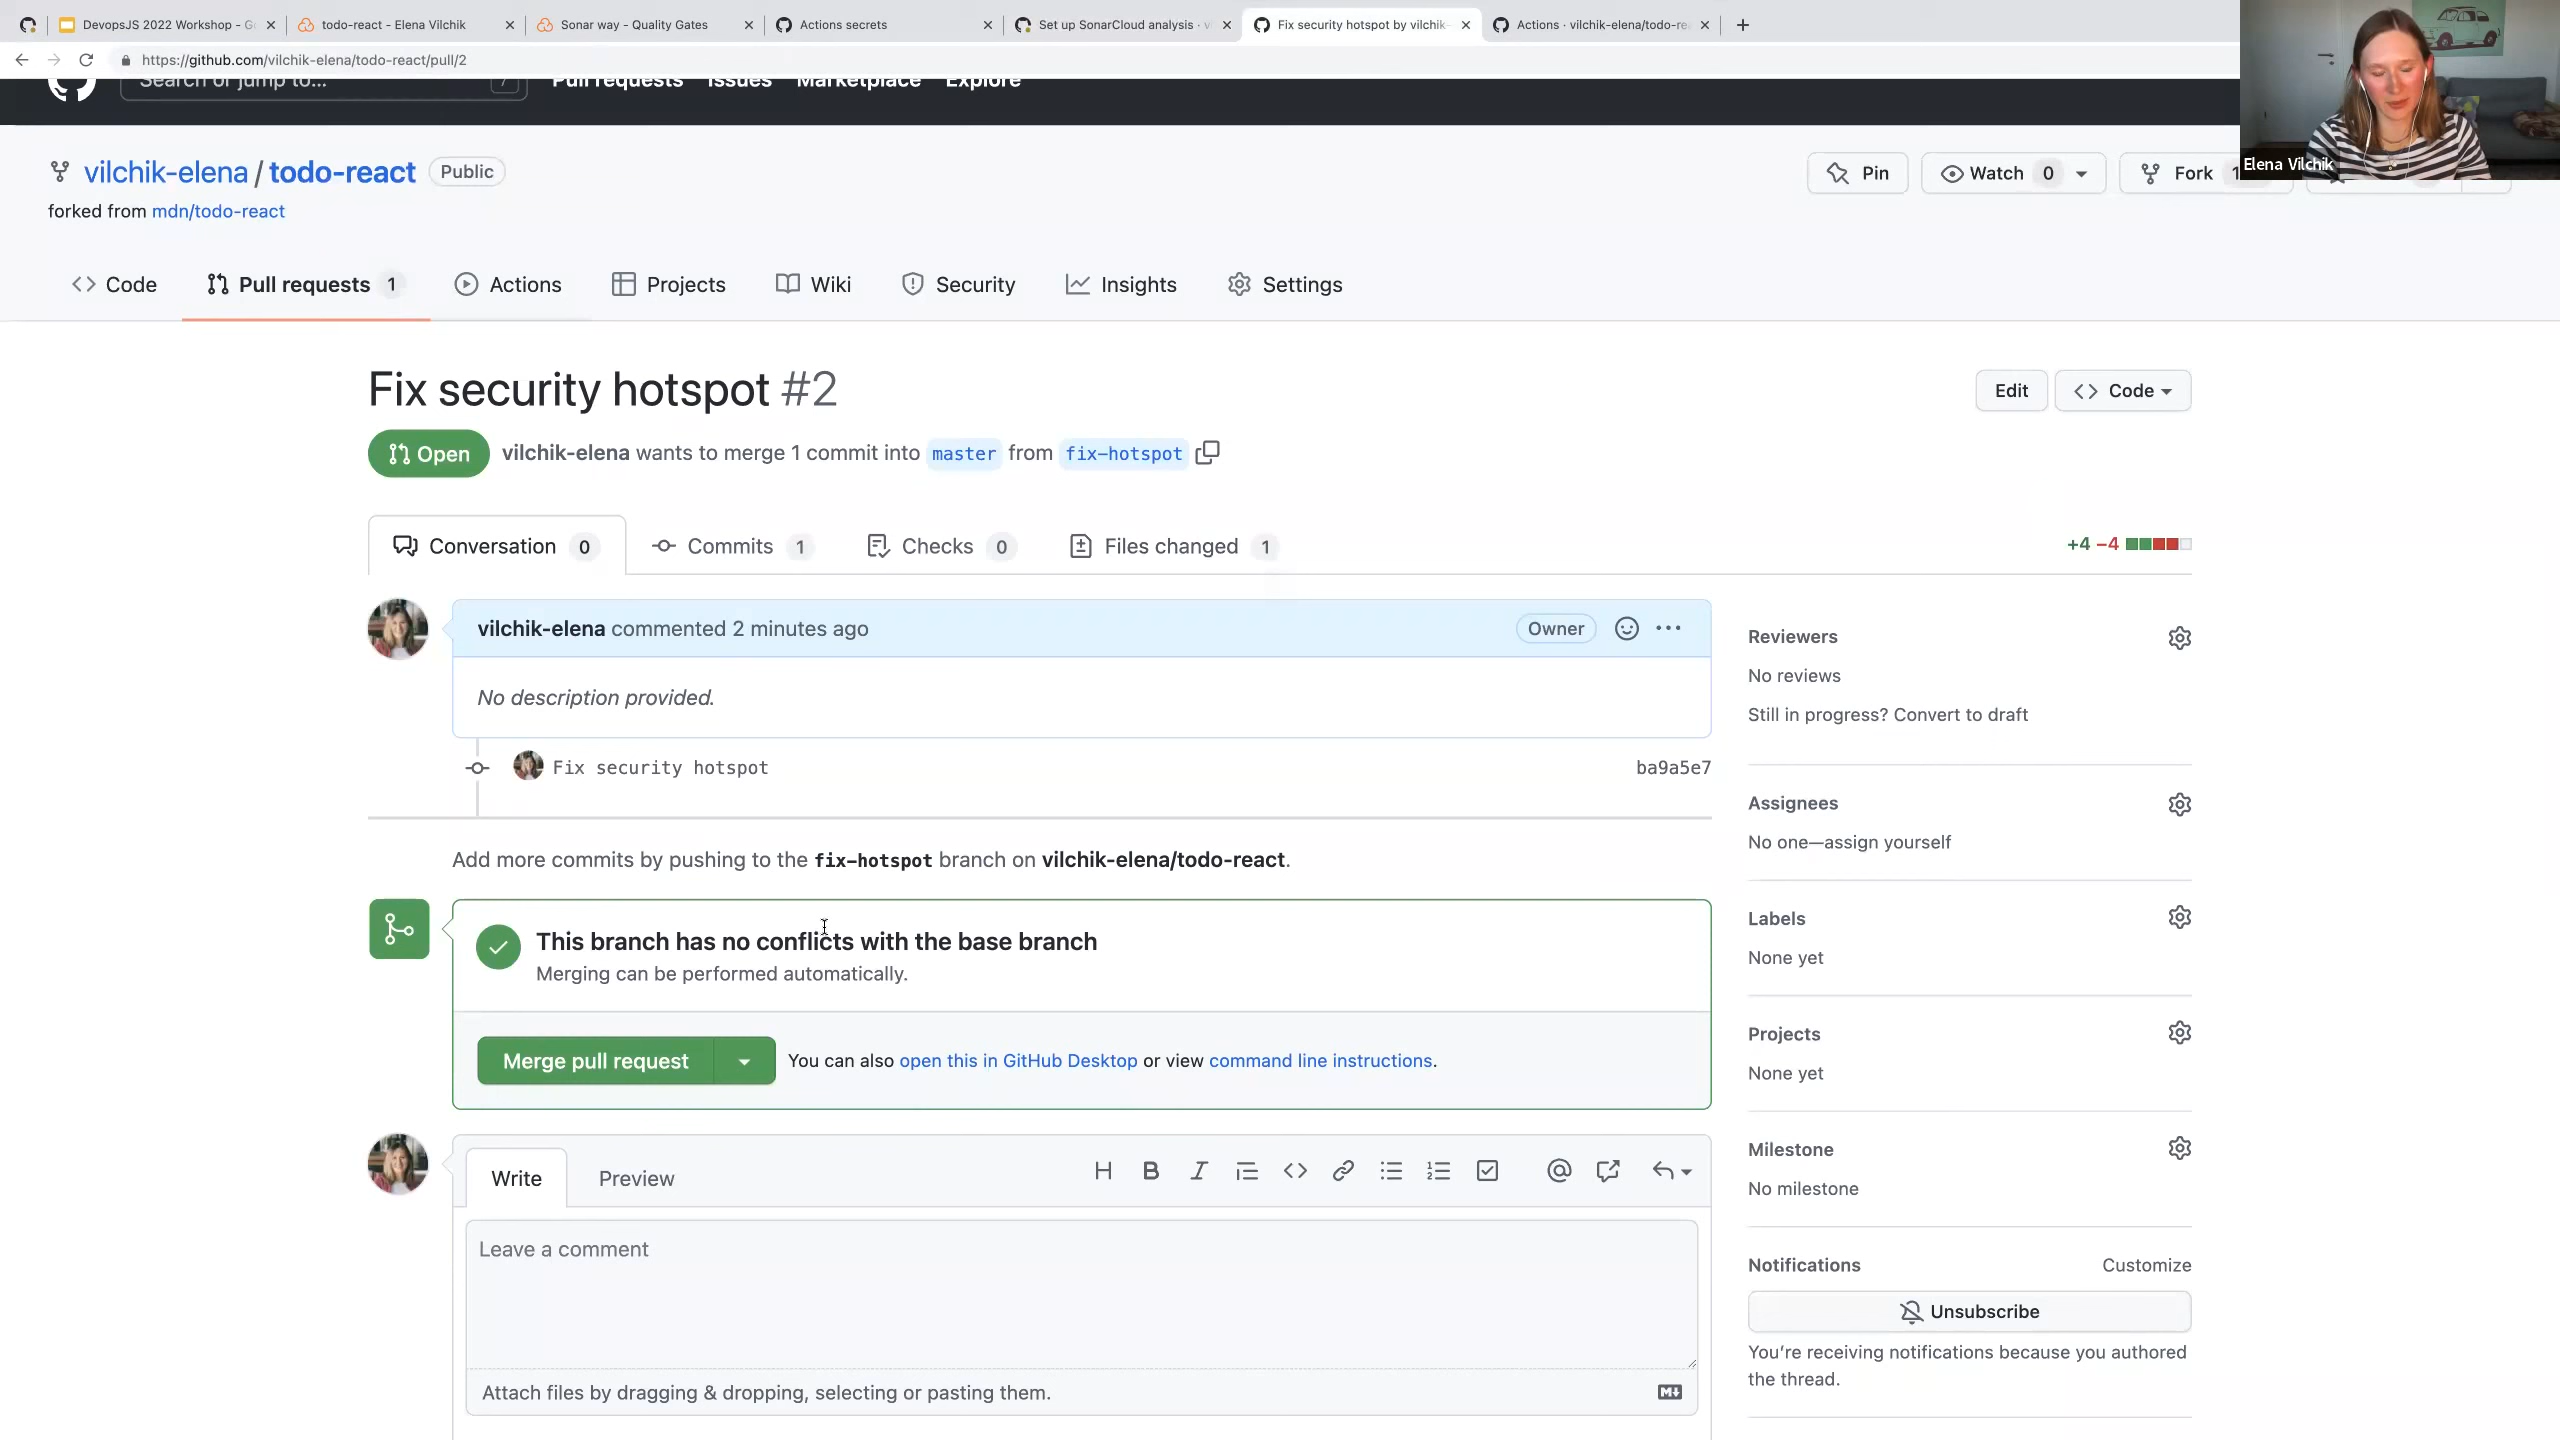 DevopsJS 2022 Workshop - G
todo-react - Elena Vilchik
Sonar way - Quality Gates
Actions secrets
Set up SonarCloud analysis · v
Fix security hotspot by vilchik-
Actions · vilchik-elena/todo-re
https://github.com/vilchik-elena/todo-react/pull/2
Search or jump to...
/
Pull requests
Issues
Marketplace
Explore
Elena Vilchik
vilchik-elena / todo-react Public
Pin
Watch 0
Fork
forked from mdn/todo-react
Code
Pull requests 1
Actions
Projects
Wiki
Security
Insights
Settings
Fix security hotspot #2
Edit
Code
Open
vilchik-elena wants to merge 1 commit into master from fix-hotspot
Conversation 0
Commits 1
Checks 0
Files changed 1
+4 −4
vilchik-elena commented 2 minutes ago
Owner
No description provided.
Fix security hotspot
ba9a5e7
Add more commits by pushing to the fix-hotspot branch on vilchik-elena/todo-react.
This branch has no conflicts with the base branch
Merging can be performed automatically.
Merge pull request
You can also open this in GitHub Desktop or view command line instructions.
Write
Preview
Leave a comment
Attach files by dragging & dropping, selecting or pasting them.
Reviewers
No reviews
Still in progress? Convert to draft
Assignees
No one—assign yourself
Labels
None yet
Projects
None yet
Milestone
No milestone
Notifications
Customize
Unsubscribe
You're receiving notifications because you authored
the thread.